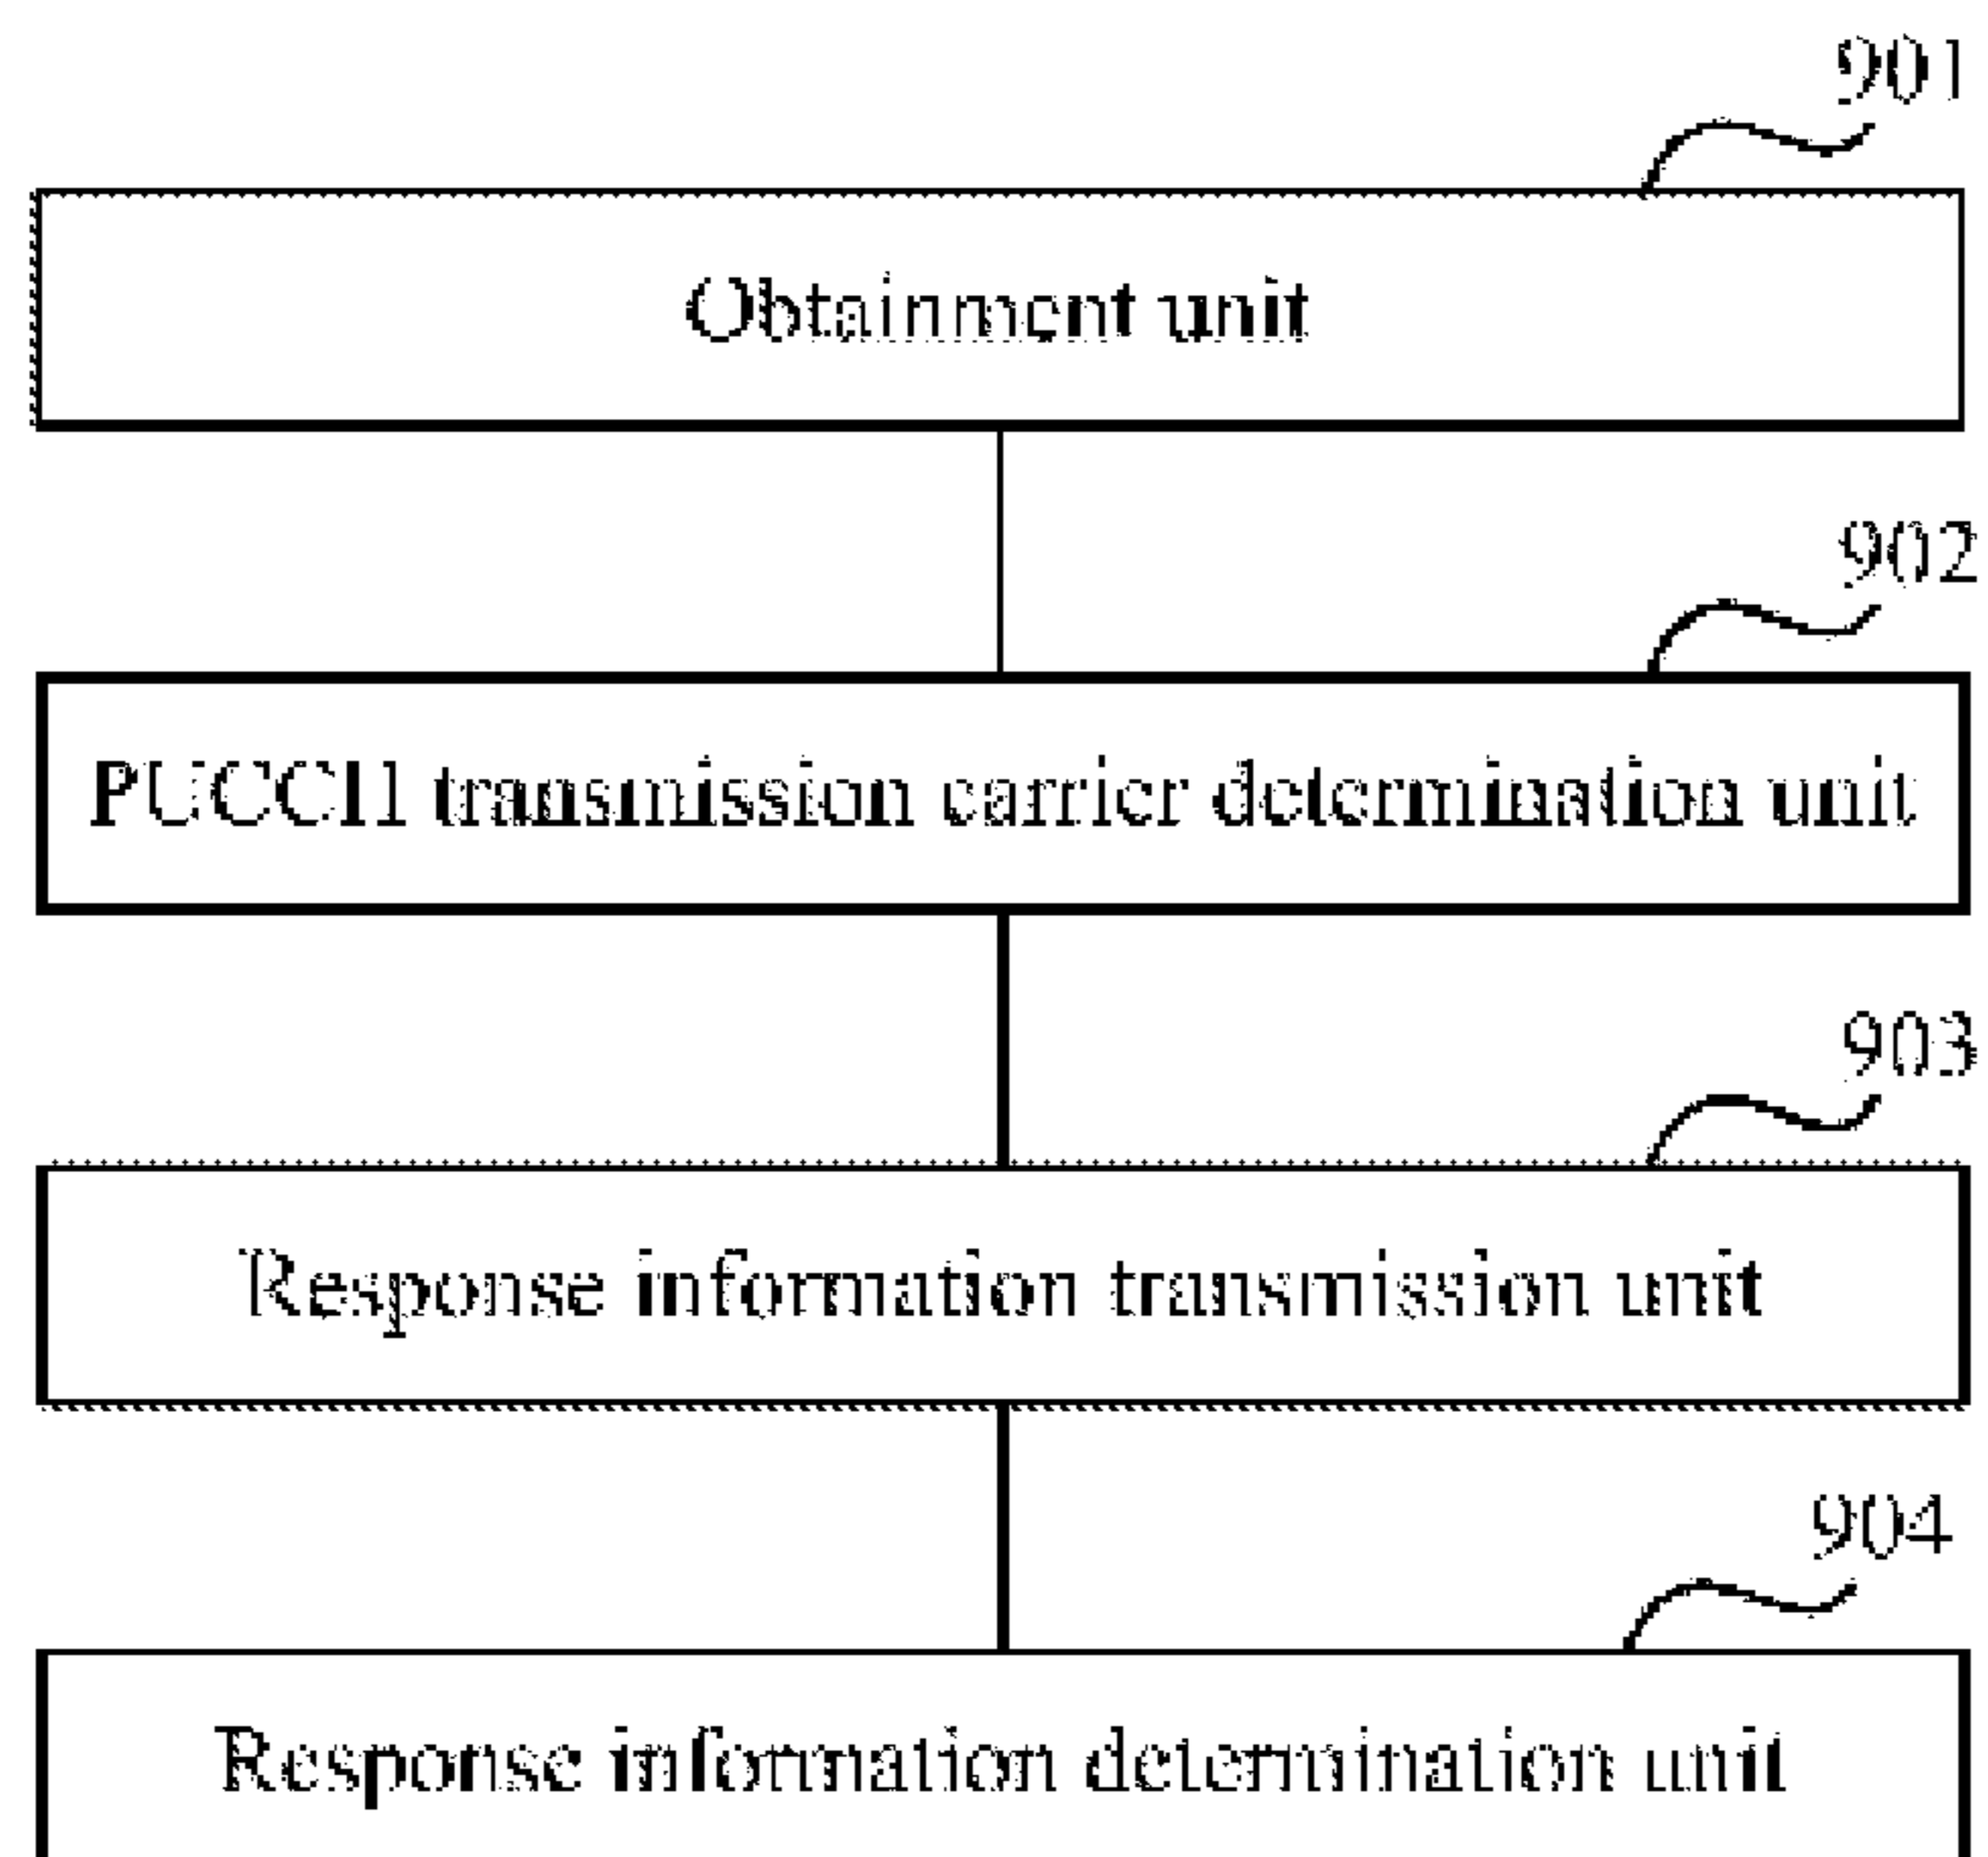 901
Obtainment unit
902
PUCCH transmission carrier determination unit
903
Response information transmission unit
904
Response information determination unit